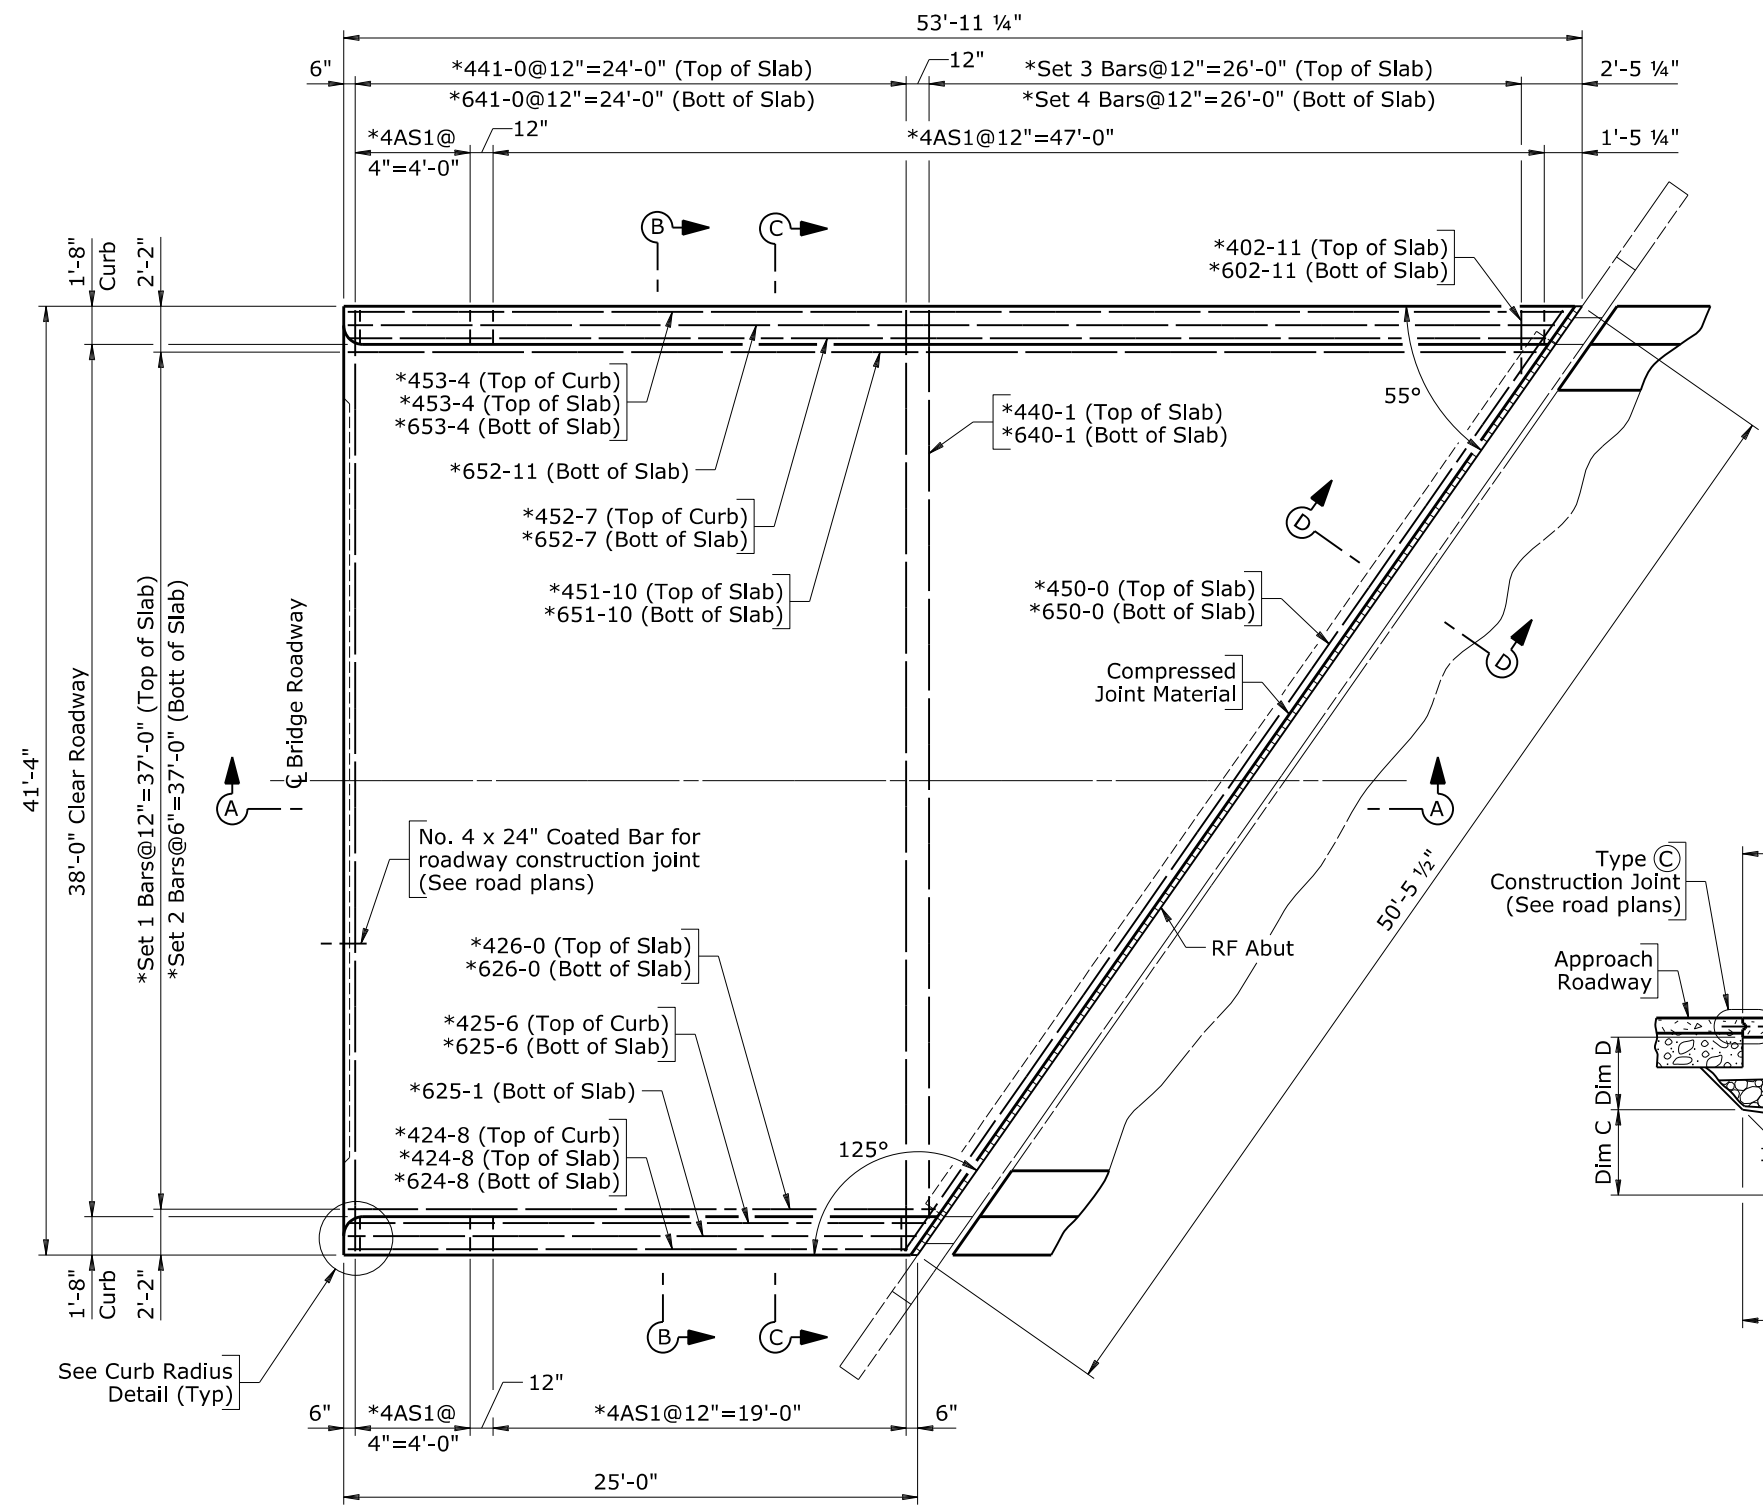 53'-11 ¼"
6"
*441-0@12"=24'-0" (Top of Slab)
*641-0@12"=24'-0" (Bott of Slab)
12"
*Set 3 Bars@12"=26'-0" (Top of Slab)
*Set 4 Bars@12"=26'-0" (Bott of Slab)
2'-5 ¼"
*4AS1@
4"=4'-0"
12"
*4AS1@12"=47'-0"
1'-5 ¼"
1'-8"
Curb
2'-2"
B
C
*402-11 (Top of Slab)
*602-11 (Bott of Slab)
*453-4 (Top of Curb)
*453-4 (Top of Slab)
*653-4 (Bott of Slab)
55°
*440-1 (Top of Slab)
*640-1 (Bott of Slab)
*652-11 (Bott of Slab)
*452-7 (Top of Curb)
*652-7 (Bott of Slab)
D
*451-10 (Top of Slab)
*651-10 (Bott of Slab)
*450-0 (Top of Slab)
*650-0 (Bott of Slab)
D
Compressed
Joint Material
41'-4"
38'-0" Clear Roadway
*Set 1 Bars@12"=37'-0" (Top of Slab)
*Set 2 Bars@6"=37'-0" (Bott of Slab)
℄ Bridge Roadway
A
A
No. 4 x 24" Coated Bar for
roadway construction joint
(See road plans)
50'-5 ½"
Type Ⓒ
Construction Joint
(See road plans)
RF Abut
Approach
Roadway
*426-0 (Top of Slab)
*626-0 (Bott of Slab)
*425-6 (Top of Curb)
*625-6 (Bott of Slab)
*625-1 (Bott of Slab)
*424-8 (Top of Curb)
*424-8 (Top of Slab)
*624-8 (Bott of Slab)
125°
Dim D
Dim C
1'-8"
Curb
2'-2"
B
C
See Curb Radius
Detail (Typ)
6"
*4AS1@
4"=4'-0"
12"
*4AS1@12"=19'-0"
6"
25'-0"